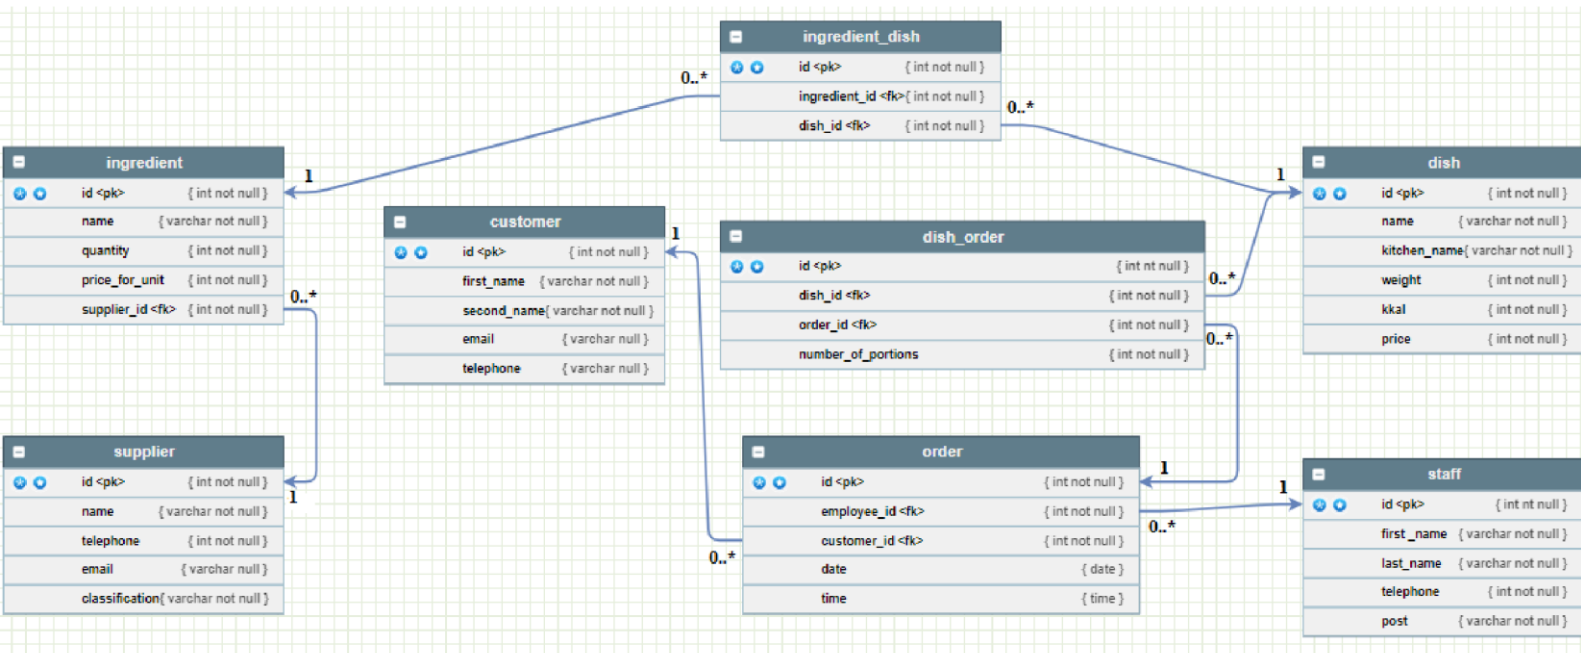 ingredient_dish
id <pk> { int not null }
ingredient_id <fk>{ int not null }
dish_id <fk> { int not null }
0..*
0..*
1
1
ingredient
id <pk> { int not null }
name { varchar not null }
quantity { int not null }
price_for_unit { int not null }
supplier_id <fk> { int not null }
0..*
customer
id <pk> { int not null }
first_name { varchar not null }
second_name{ varchar not null }
email { varchar null }
telephone { varchar null }
1
dish_order
id <pk> { int nt null }
dish_id <fk> { int not null }
order_id <fk> { int not null }
number_of_portions { int not null }
0..*
0..*
dish
id <pk> { int not null }
name { varchar not null }
kitchen_name{ varchar not null }
weight { int not null }
kkal { int not null }
price { int not null }
supplier
id <pk> { int not null }
name { varchar not null }
telephone { int not null }
email { varchar null }
classification{ varchar not null }
1
order
id <pk> { int not null }
employee_id <fk> { int not null }
customer_id <fk> { int not null }
date { date }
time { time }
1
0..*
0..*
1
staff
id <pk> { int nt null }
first_name { varchar not null }
last_name { varchar not null }
telephone { int not null }
post { varchar not null }